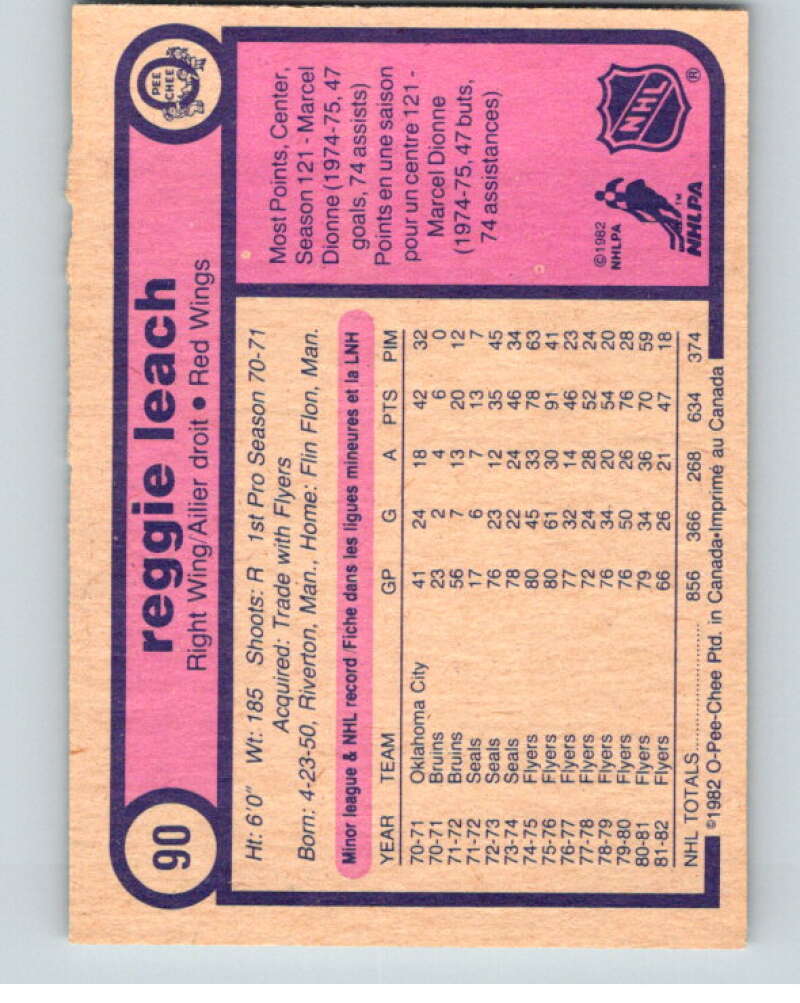 90
reggie leach
Right Wing/Ailier droit • Red Wings
O PEE CHEE
Ht: 6'0" Wt: 185 Shoots: R 1st Pro Season 70-71
Acquired: Trade with Flyers
Born: 4-23-50, Riverton, Man., Home: Flin Flon, Man.
Minor league & NHL record/Fiche dans les ligues mineures et la LNH
YEAR TEAM GP G A PTS PIM
70-71 Oklahoma City 41 24 18 42 32
70-71 Bruins 23 2 4 6 0
71-72 Bruins 56 7 13 20 12
71-72 Seals 17 6 7 13 7
72-73 Seals 76 23 12 35 45
73-74 Seals 78 22 24 46 34
74-75 Flyers 80 45 33 78 63
75-76 Flyers 80 61 30 91 41
76-77 Flyers 77 32 14 46 23
77-78 Flyers 72 24 28 52 24
78-79 Flyers 76 34 20 54 20
79-80 Flyers 76 50 26 76 28
80-81 Flyers 79 34 36 70 59
81-82 Flyers 66 26 21 47 18
NHL TOTALS.................... 856 366 268 634 374
©1982 O-Pee-Chee Ptd. in Canada•Imprimé au Canada
Most Points, Center,
Season 121 - Marcel
Dionne (1974-75, 47
goals, 74 assists)
Points en une saison
pour un centre 121 -
Marcel Dionne
(1974-75, 47 buts,
74 assistances)
©1982
NHLPA
NHLPA™
NHL®